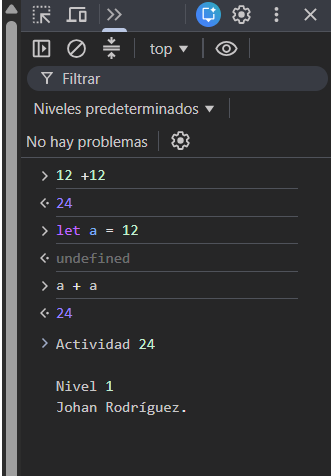 top
Filtrar
Niveles predeterminados
No hay problemas
12 +12
24
let a = 12
undefined
a + a
24
Actividad 24
Nivel 1
Johan Rodríguez.